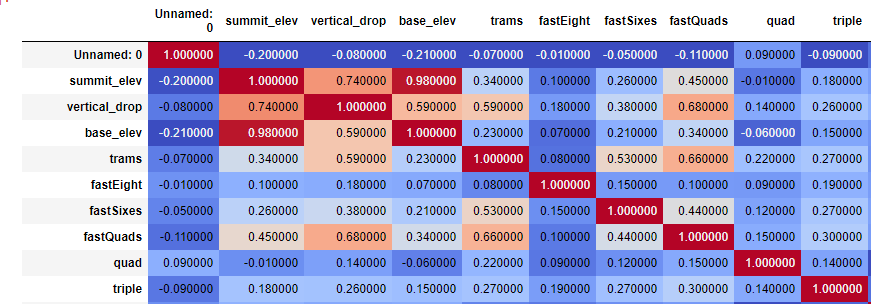 Unnamed: 0 summit_elev vertical_drop base_elev trams fastEight fastSixes fastQuads quad triple
Unnamed: 0 1.000000 -0.200000 -0.080000 -0.210000 -0.070000 -0.010000 -0.050000 -0.110000 0.090000 -0.090000
summit_elev -0.200000 1.000000 0.740000 0.980000 0.340000 0.100000 0.260000 0.450000 -0.010000 0.180000
vertical_drop -0.080000 0.740000 1.000000 0.590000 0.590000 0.180000 0.380000 0.680000 0.140000 0.260000
base_elev -0.210000 0.980000 0.590000 1.000000 0.230000 0.070000 0.210000 0.340000 -0.060000 0.150000
trams -0.070000 0.340000 0.590000 0.230000 1.000000 0.080000 0.530000 0.660000 0.220000 0.270000
fastEight -0.010000 0.100000 0.180000 0.070000 0.080000 1.000000 0.150000 0.100000 0.090000 0.190000
fastSixes -0.050000 0.260000 0.380000 0.210000 0.530000 0.150000 1.000000 0.440000 0.120000 0.270000
fastQuads -0.110000 0.450000 0.680000 0.340000 0.660000 0.100000 0.440000 1.000000 0.150000 0.300000
quad 0.090000 -0.010000 0.140000 -0.060000 0.220000 0.090000 0.120000 0.150000 1.000000 0.140000
triple -0.090000 0.180000 0.260000 0.150000 0.270000 0.190000 0.270000 0.300000 0.140000 1.000000